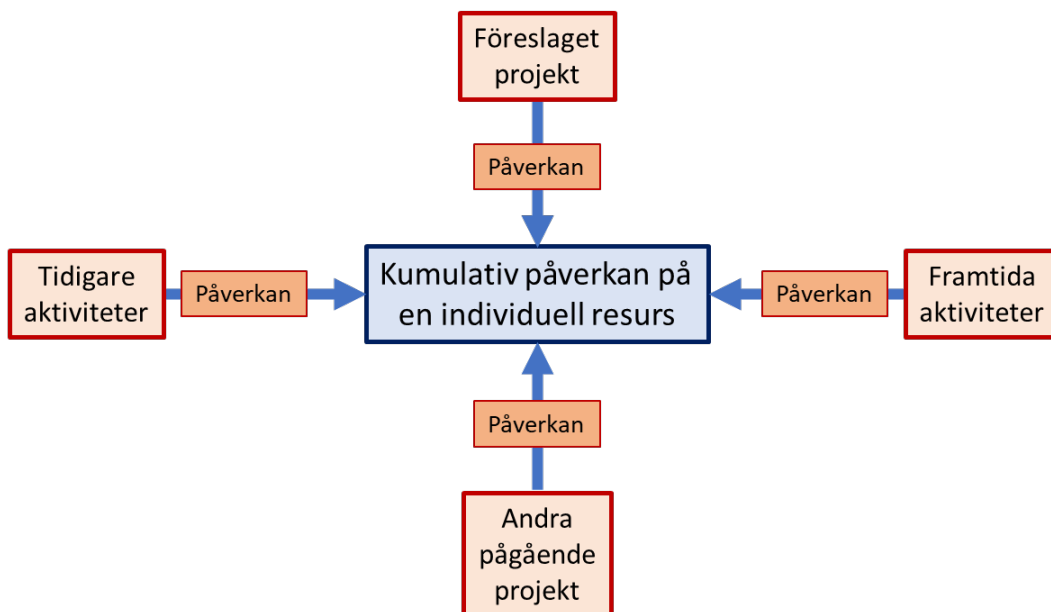 Föreslaget
projekt
Påverkan
Tidigare
aktiviteter
Påverkan
Kumulativ påverkan på
en individuell resurs
Påverkan
Framtida
aktiviteter
Påverkan
Andra
pågående
projekt